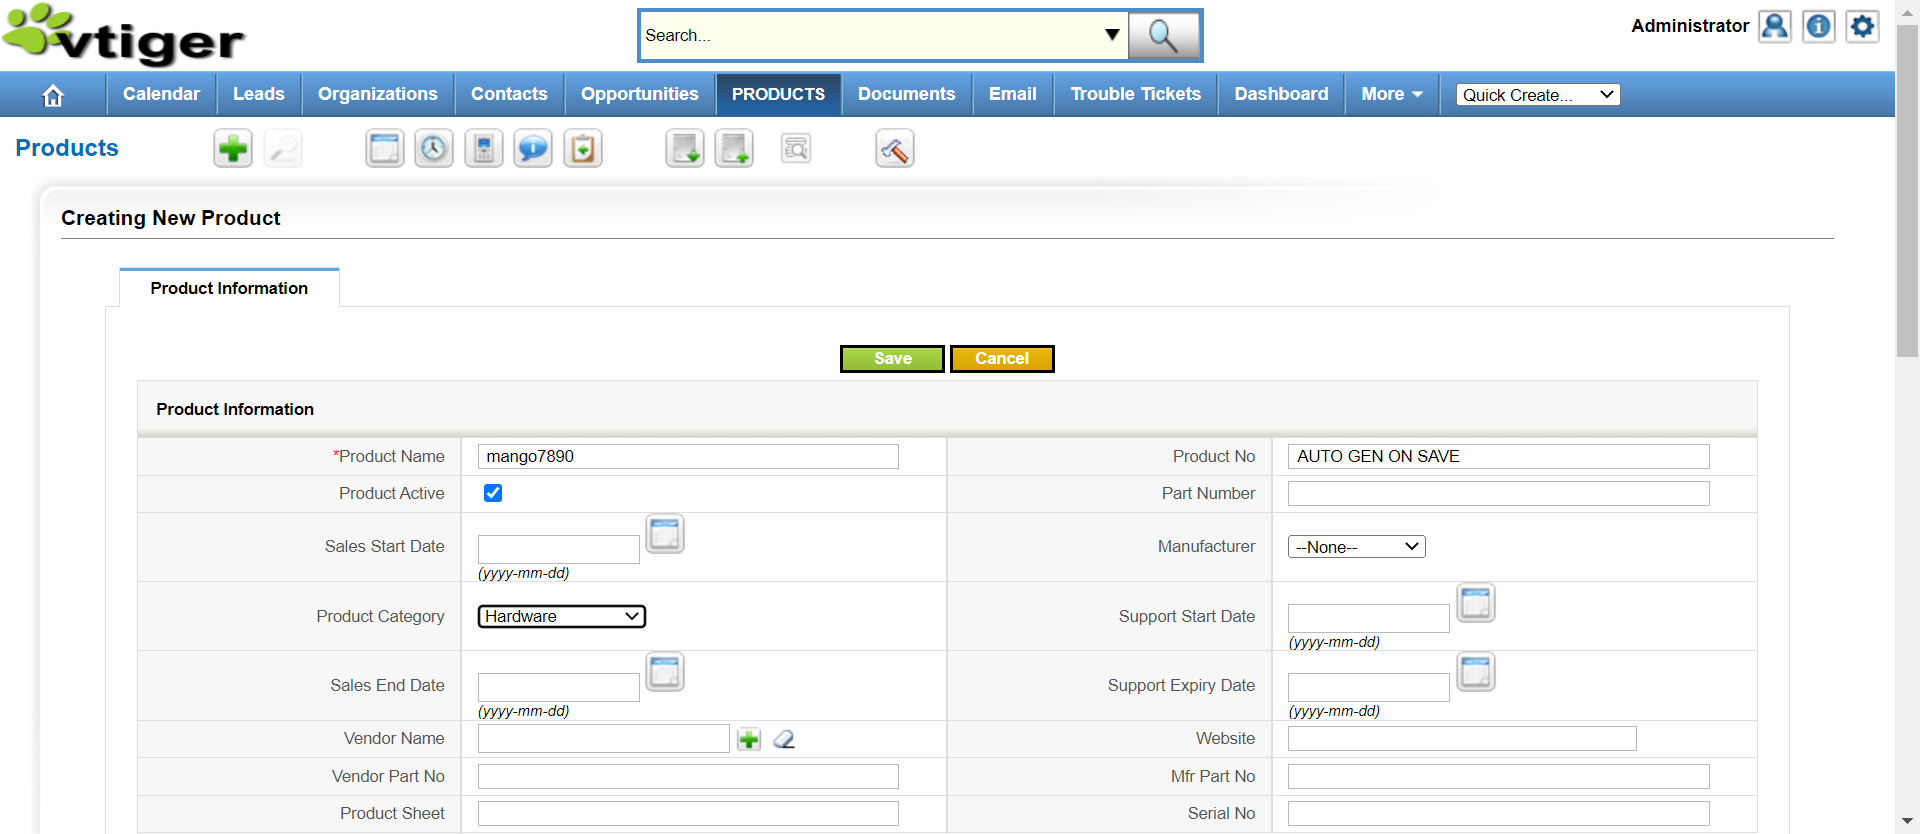 vtiger
Search...
Administrator
Calendar Leads Organizations Contacts Opportunities PRODUCTS Documents Email Trouble Tickets Dashboard More Quick Create...
Products
Creating New Product
Product Information
Save Cancel
Product Information
*Product Name mango7890 Product No AUTO GEN ON SAVE
Product Active Part Number
Sales Start Date Manufacturer --None--
(yyyy-mm-dd)
Product Category Hardware Support Start Date
(yyyy-mm-dd)
Sales End Date Support Expiry Date
(yyyy-mm-dd) (yyyy-mm-dd)
Vendor Name Website
Vendor Part No Mfr Part No
Product Sheet Serial No